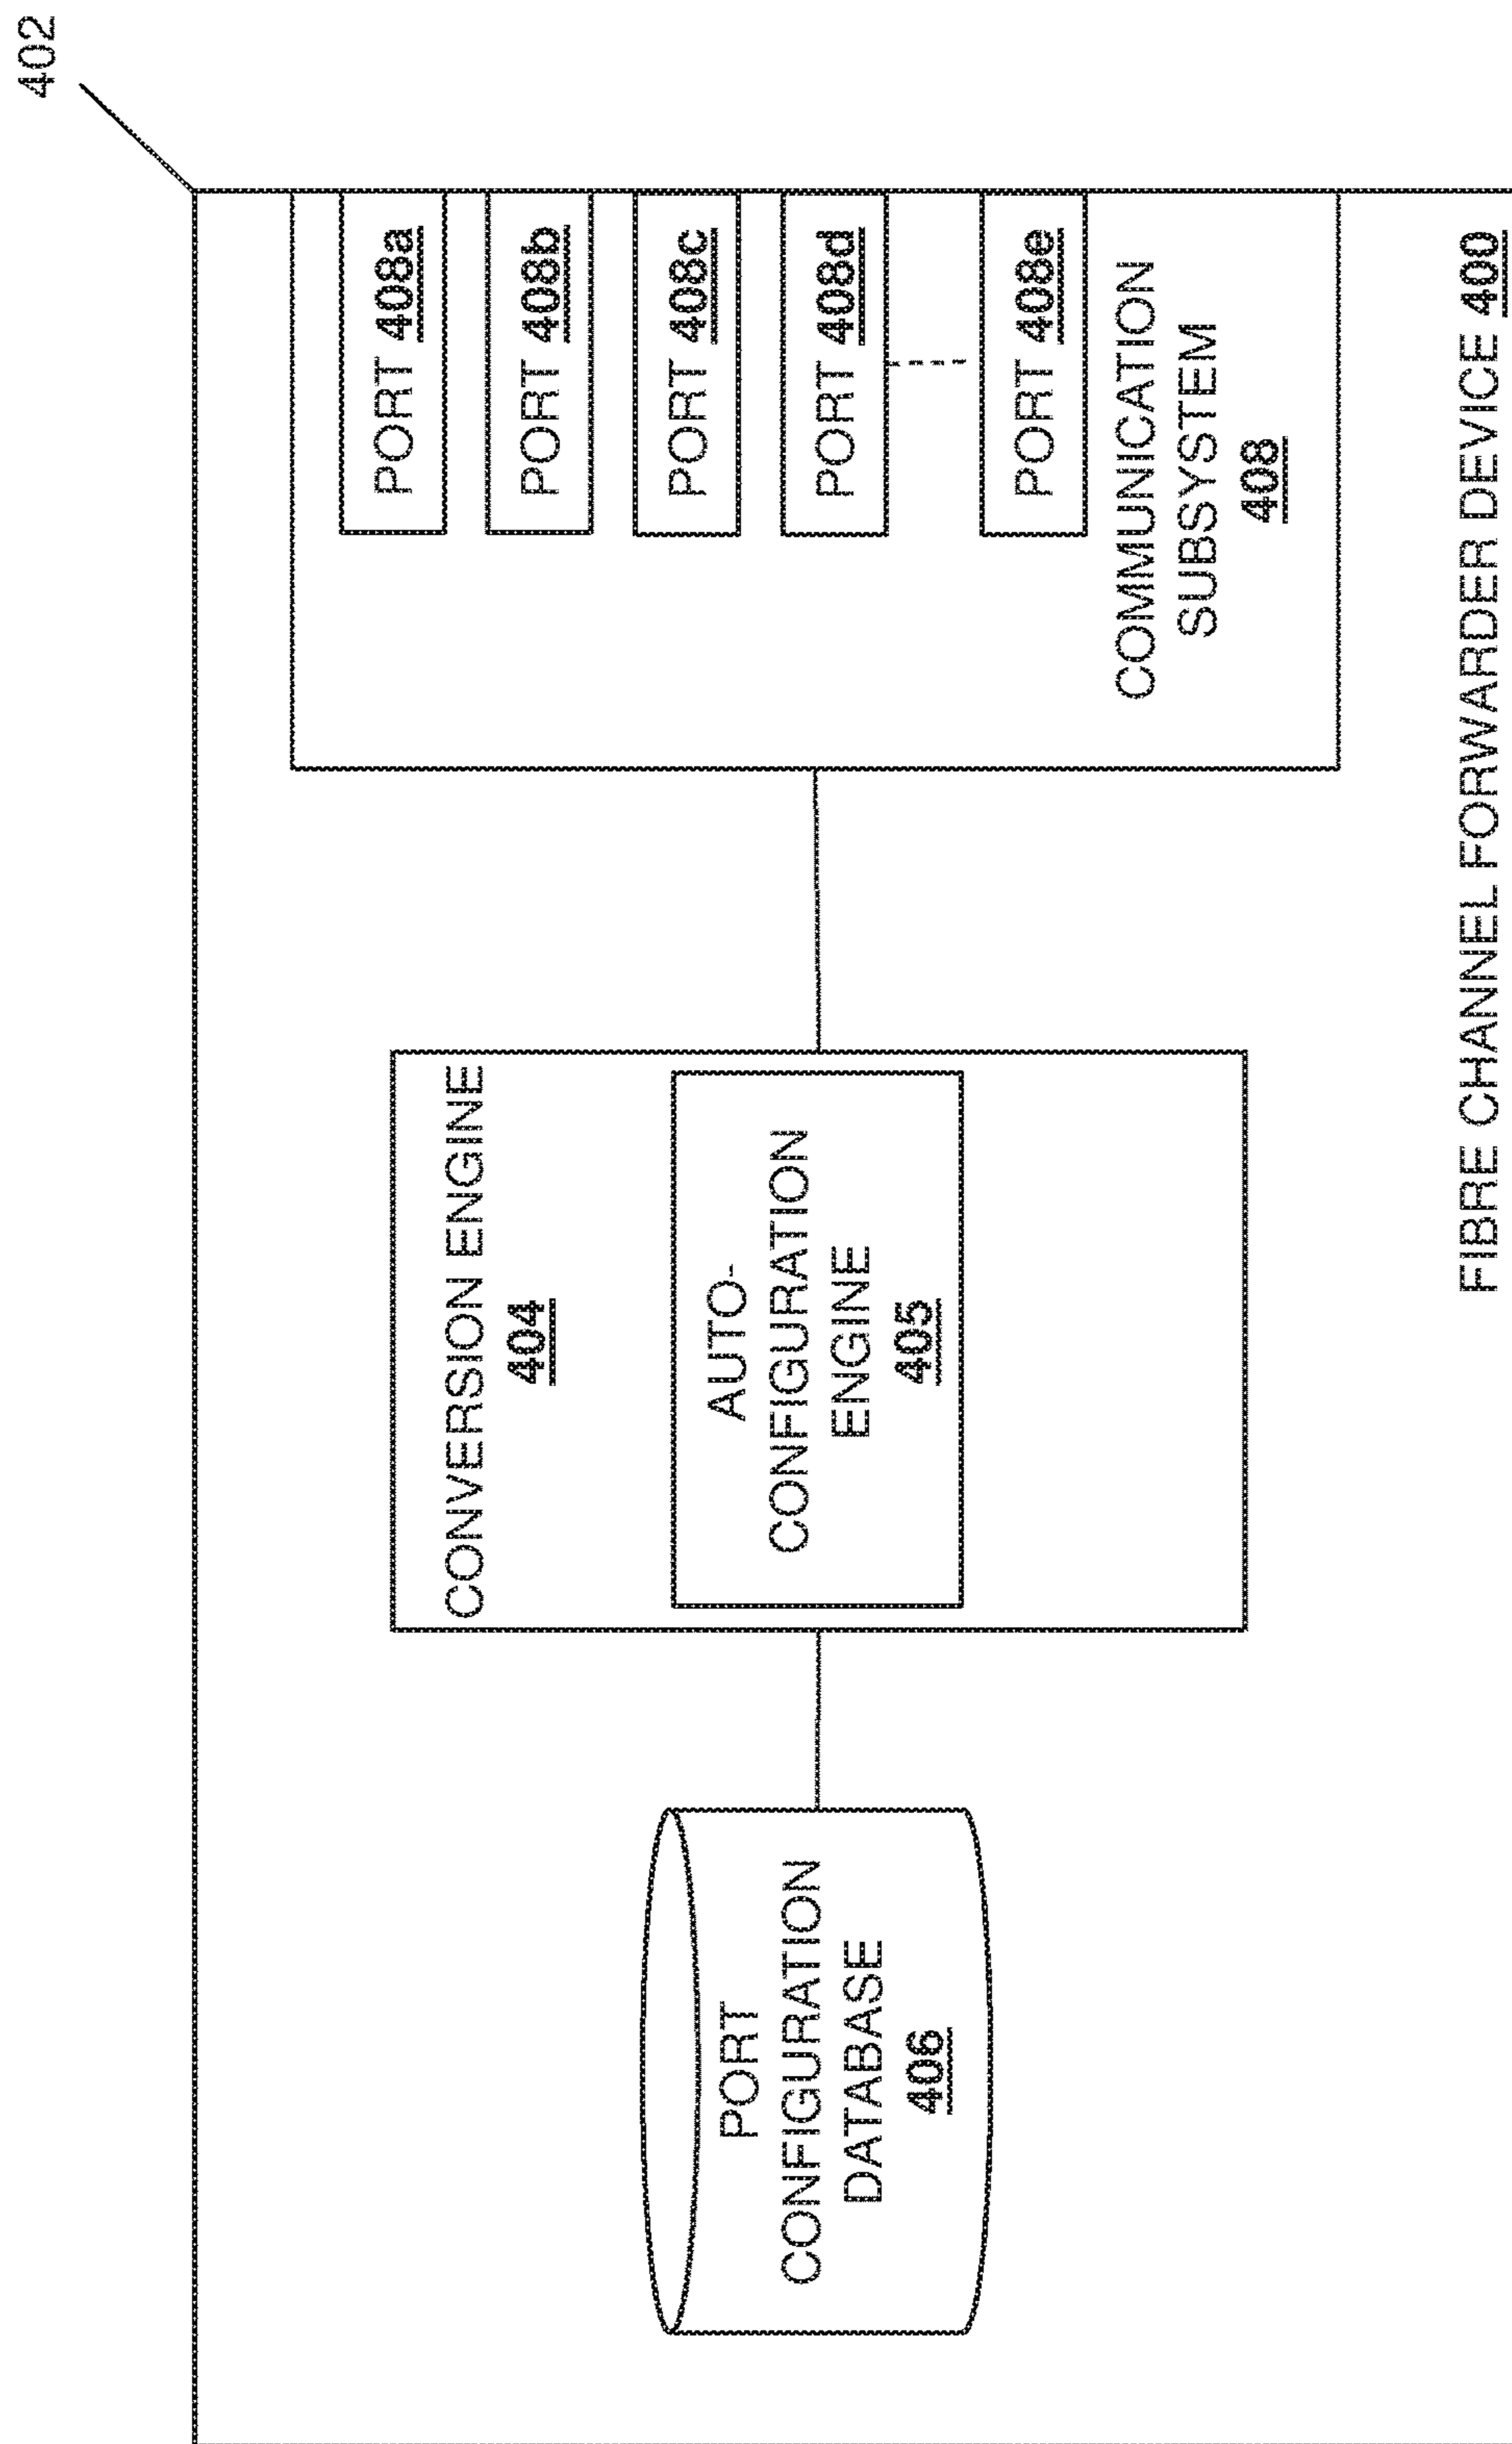 402
PORT 408a
PORT 408b
PORT 408c
PORT 408d
PORT 408e
COMMUNICATION
SUBSYSTEM
408
CONVERSION ENGINE
404
AUTO-
CONFIGURATION
ENGINE
405
PORT
CONFIGURATION
DATABASE
406
FIBRE CHANNEL FORWARDER DEVICE 400